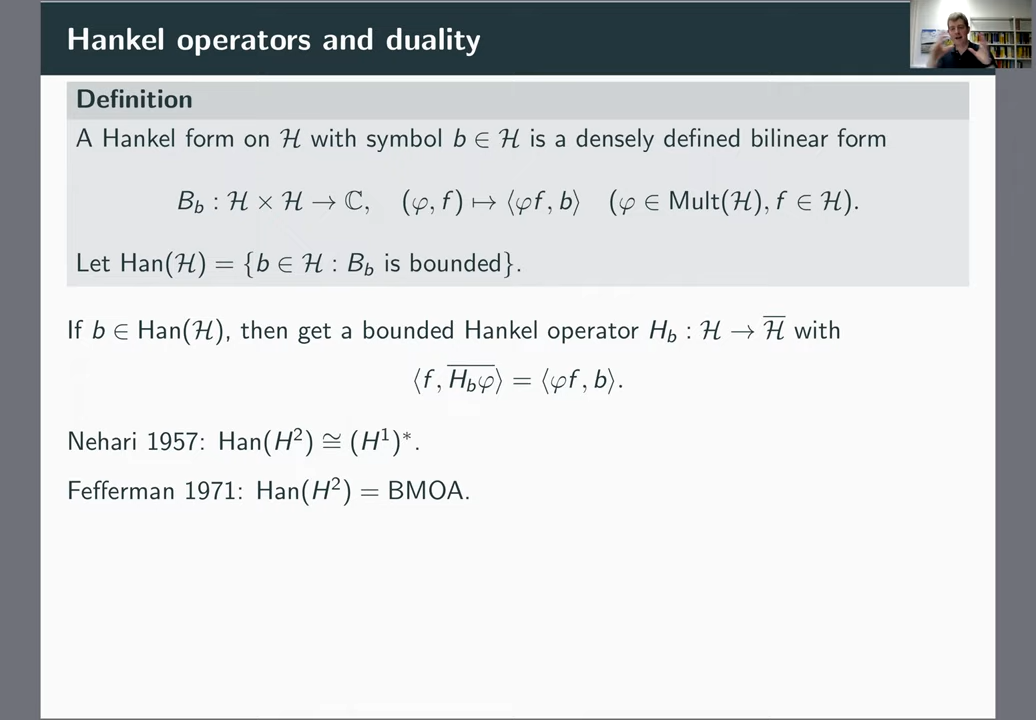 Hankel operators and duality
Definition
A Hankel form on ℋ with symbol b ∈ ℋ is a densely defined bilinear form
B_b : ℋ × ℋ → ℂ, (φ, f) ↦ ⟨φf, b⟩ (φ ∈ Mult(ℋ), f ∈ ℋ).
Let Han(ℋ) = {b ∈ ℋ : B_b is bounded}.
If b ∈ Han(ℋ), then get a bounded Hankel operator H_b : ℋ → \overline{ℋ} with
⟨f, \overline{H_bφ}⟩ = ⟨φf, b⟩.
Nehari 1957: Han(H²) ≅ (H¹)*.
Fefferman 1971: Han(H²) = BMOA.